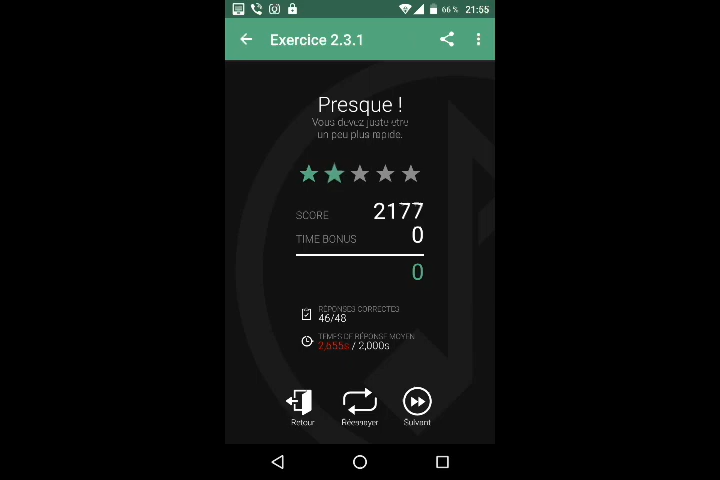 66 % 21:55
Exercice 2.3.1
Presque !
Vous devez juste être
un peu plus rapide.
SCORE 2177
TIME BONUS 0
0
RÉPONSES CORRECTES
46/48
TEMPS DE RÉPONSE MOYEN
2,655s / 2,000s
Retour Réessayer Suivant